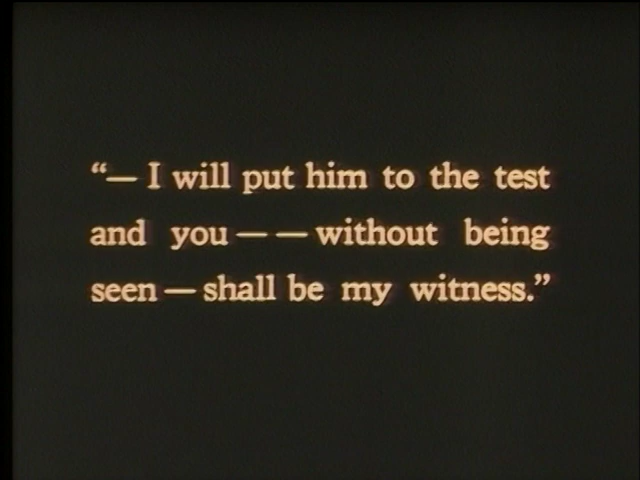 “— I will put him to the test
and you — — without being
seen — shall be my witness.”